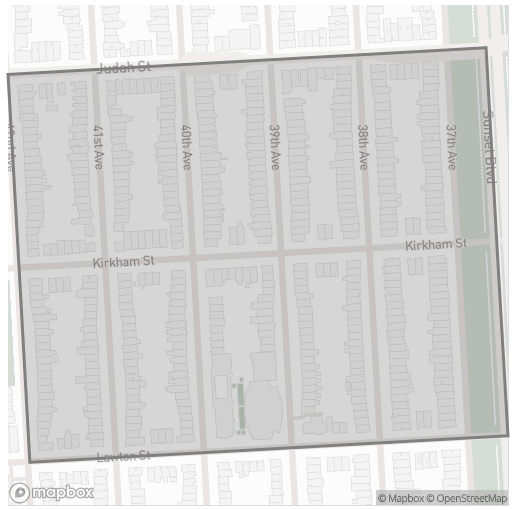 Judah St
42nd Ave
41st Ave
40th Ave
39th Ave
38th Ave
37th Ave
Sunset Blvd
Kirkham St
Kirkham St
Lawton St
mapbox
© Mapbox © OpenStreetMap